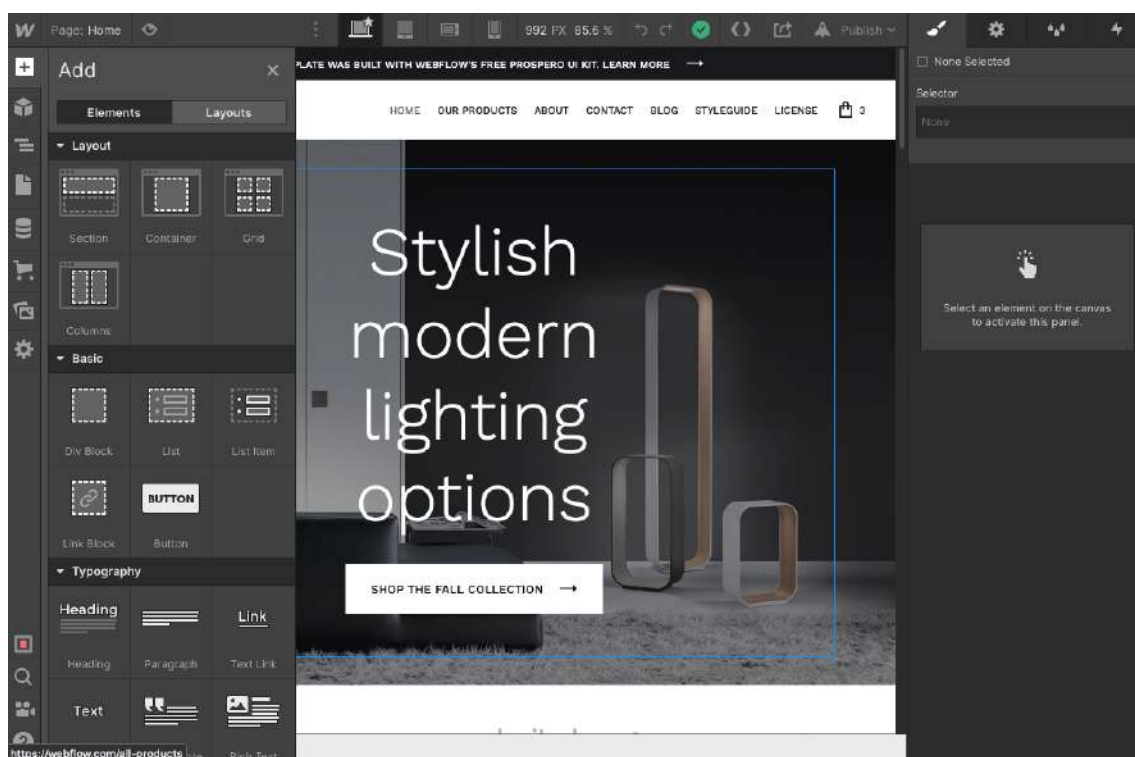 Page: Home
992 PX 85.6 %
Publish
Add
Elements
Layouts
Layout
Section
Container
Grid
Columns
Basic
Div Block
List
List Item
BUTTON
Link Block
Button
Typography
Heading
Link
Heading
Paragraph
Text Link
Text
Rich Text
https://webflow.com/all-products
PLATE WAS BUILT WITH WEBFLOW'S FREE PROSPERO UI KIT. LEARN MORE
HOME
OUR PRODUCTS
ABOUT
CONTACT
BLOG
STYLEGUIDE
LICENSE
3
Stylish
modern
lighting
options
SHOP THE FALL COLLECTION
None Selected
Selector
None
Select an element on the canvas
to activate this panel.